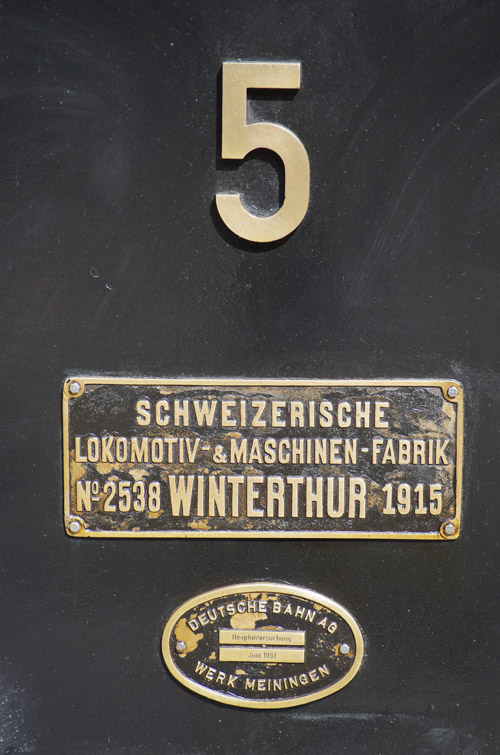 5
SCHWEIZERISCHE
LOKOMOTIV-&MASCHINEN-FABRIK
No 2538 WINTERTHUR 1915
DEUTSCHE BAHN AG
Hauptuntersuchung
Juni 1997
WERK MEININGEN